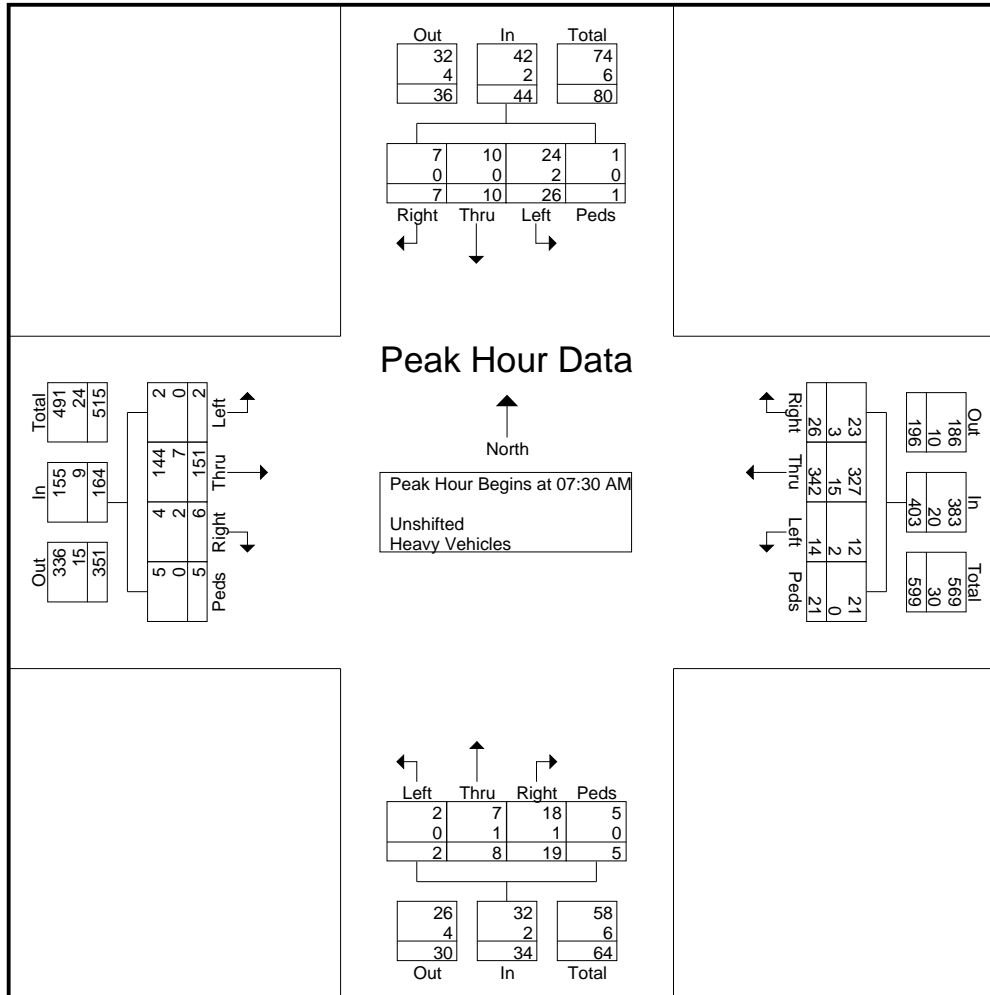 Out In Total
32 42 74
4 2 6
36 44 80
7 10 24 1
0 0 2 0
7 10 26 1
Right Thru Left Peds
Peak Hour Data
North
Peak Hour Begins at 07:30 AM
Unshifted
Heavy Vehicles
Total
491
24
515
In
155
9
164
Out
336
15
351
2
0
2
Left
144
7
151
Thru
4
2
6
Right
5
0
5
Peds
Right
26
3
23
Thru
342
15
327
Left
14
2
12
Peds
21
0
21
Out
186
10
196
In
383
20
403
Total
569
30
599
Left Thru Right Peds
2 7 18 5
0 1 1 0
2 8 19 5
26 32 58
4 2 6
30 34 64
Out In Total